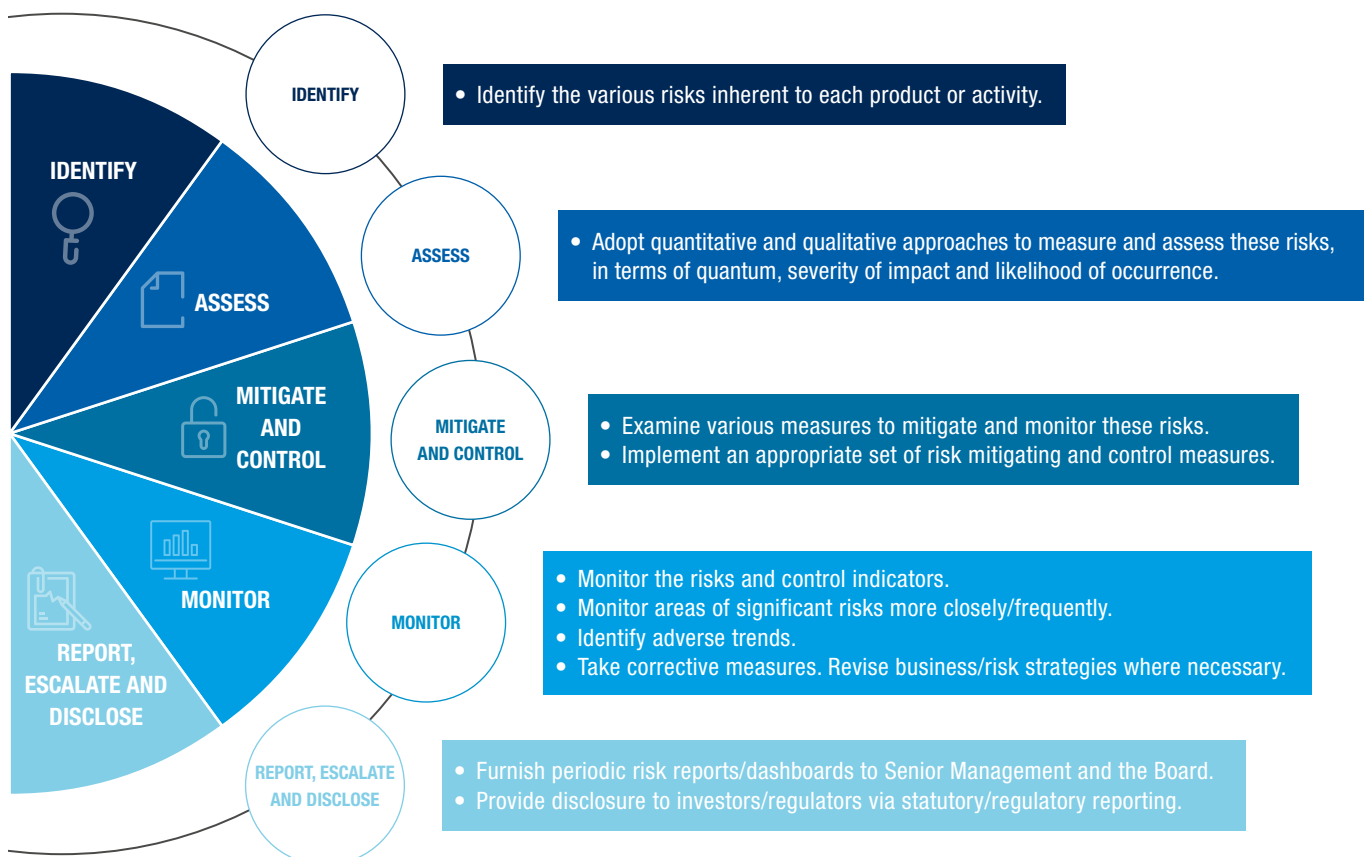 IDENTIFY
ASSESS
MITIGATE
AND
CONTROL
MONITOR
REPORT,
ESCALATE AND
DISCLOSE
IDENTIFY
• Identify the various risks inherent to each product or activity.
ASSESS
• Adopt quantitative and qualitative approaches to measure and assess these risks,
in terms of quantum, severity of impact and likelihood of occurrence.
MITIGATE
AND CONTROL
• Examine various measures to mitigate and monitor these risks.
• Implement an appropriate set of risk mitigating and control measures.
MONITOR
• Monitor the risks and control indicators.
• Monitor areas of significant risks more closely/frequently.
• Identify adverse trends.
• Take corrective measures. Revise business/risk strategies where necessary.
REPORT, ESCALATE
AND DISCLOSE
• Furnish periodic risk reports/dashboards to Senior Management and the Board.
• Provide disclosure to investors/regulators via statutory/regulatory reporting.